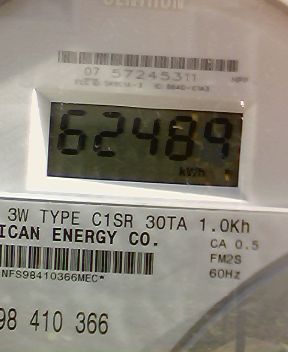 CENTRON
07 57245311
62489
kWh
3W TYPE C1SR 30TA 1.0Kh
ICAN ENERGY CO.
CA 0.5
FM2S
60Hz
NFS98410366MEC*
98 410 366